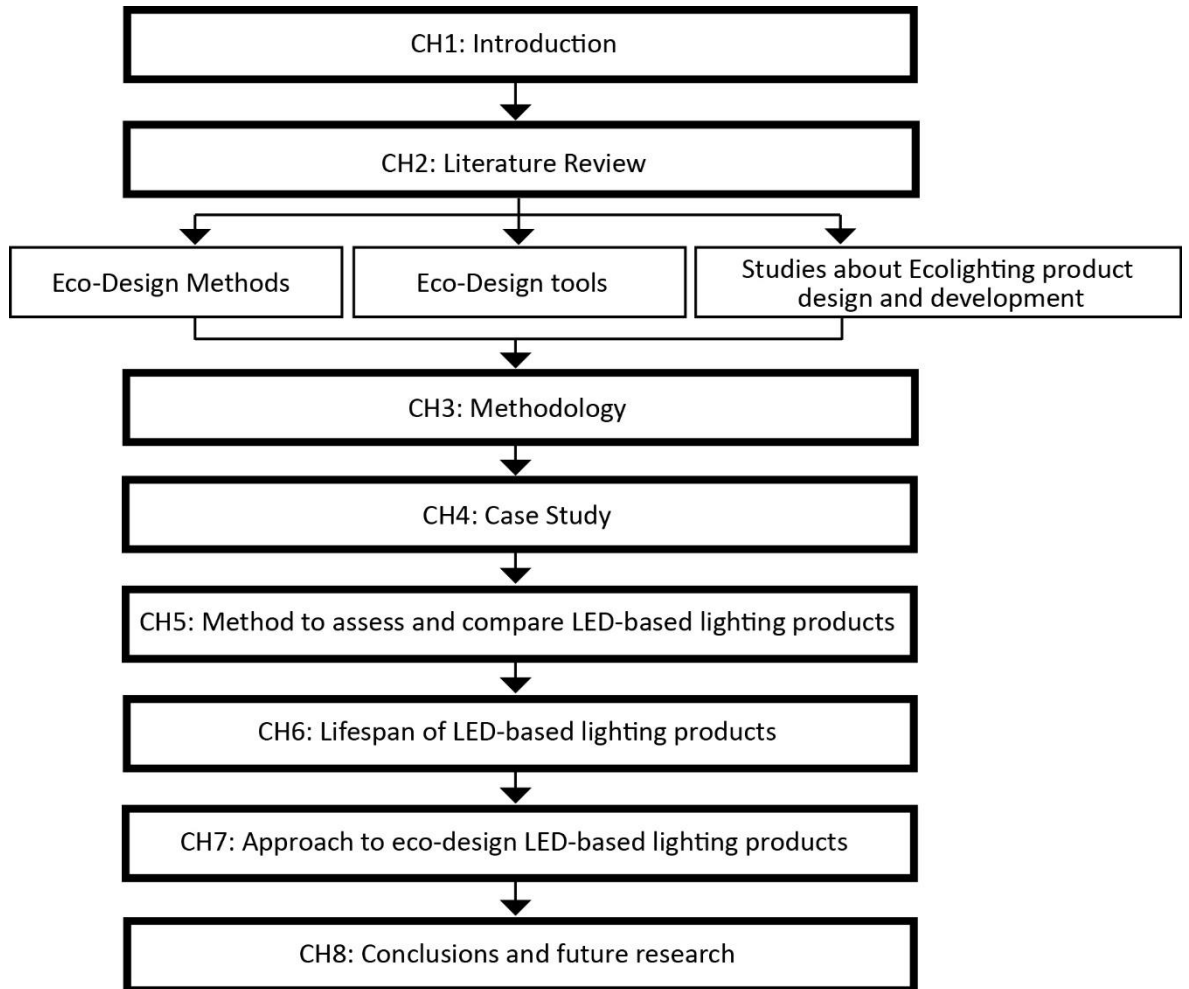 CH1: Introduction
CH2: Literature Review
Eco-Design Methods
Eco-Design tools
Studies about Ecolighting product
design and development
CH3: Methodology
CH4: Case Study
CH5: Method to assess and compare LED-based lighting products
CH6: Lifespan of LED-based lighting products
CH7: Approach to eco-design LED-based lighting products
CH8: Conclusions and future research